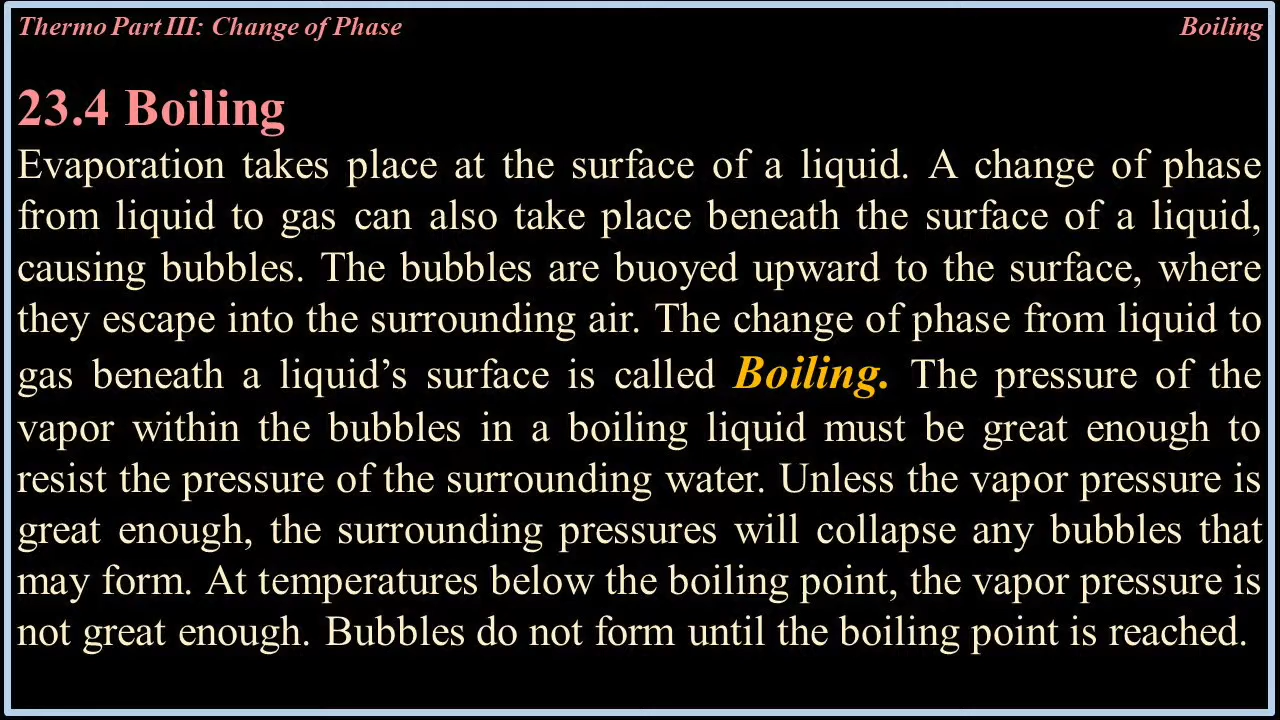 Thermo Part III: Change of Phase
Boiling
23.4 Boiling
Evaporation takes place at the surface of a liquid. A change of phase
from liquid to gas can also take place beneath the surface of a liquid,
causing bubbles. The bubbles are buoyed upward to the surface, where
they escape into the surrounding air. The change of phase from liquid to
gas beneath a liquid’s surface is called Boiling. The pressure of the
vapor within the bubbles in a boiling liquid must be great enough to
resist the pressure of the surrounding water. Unless the vapor pressure is
great enough, the surrounding pressures will collapse any bubbles that
may form. At temperatures below the boiling point, the vapor pressure is
not great enough. Bubbles do not form until the boiling point is reached.